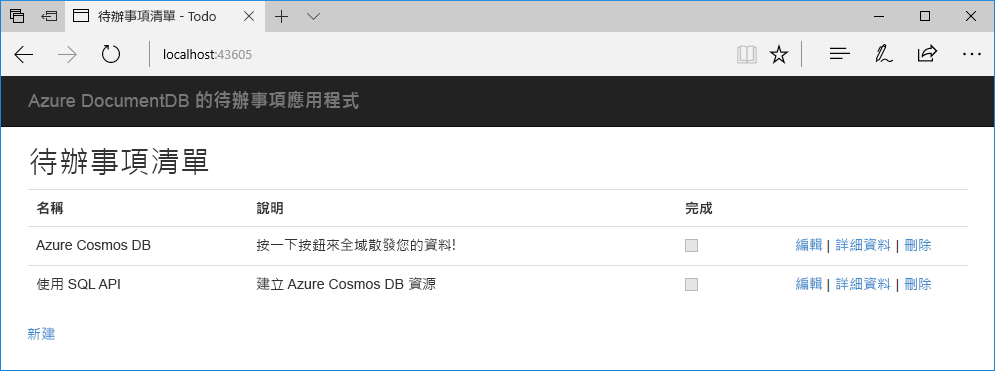 待辦事項清單 - Todo
localhost:43605
Azure DocumentDB 的待辦事項應用程式
待辦事項清單
名稱 說明 完成
Azure Cosmos DB 按一下按鈕來全域散發您的資料! 編輯 | 詳細資料 | 刪除
使用 SQL API 建立 Azure Cosmos DB 資源 編輯 | 詳細資料 | 刪除
新建